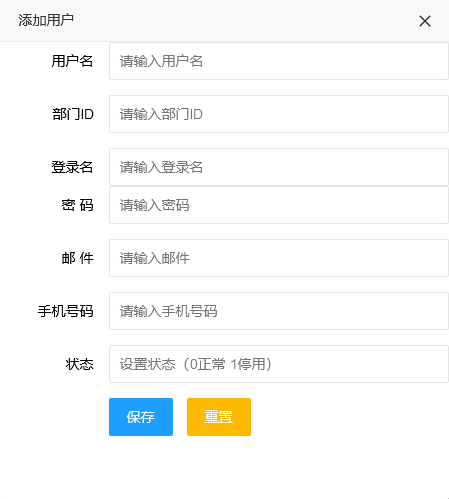 添加用户
用户名 请输入用户名
部门ID 请输入部门ID
登录名 请输入登录名
密 码 请输入密码
邮 件 请输入邮件
手机号码 请输入手机号码
状态 设置状态（0正常 1停用）
保存 重置